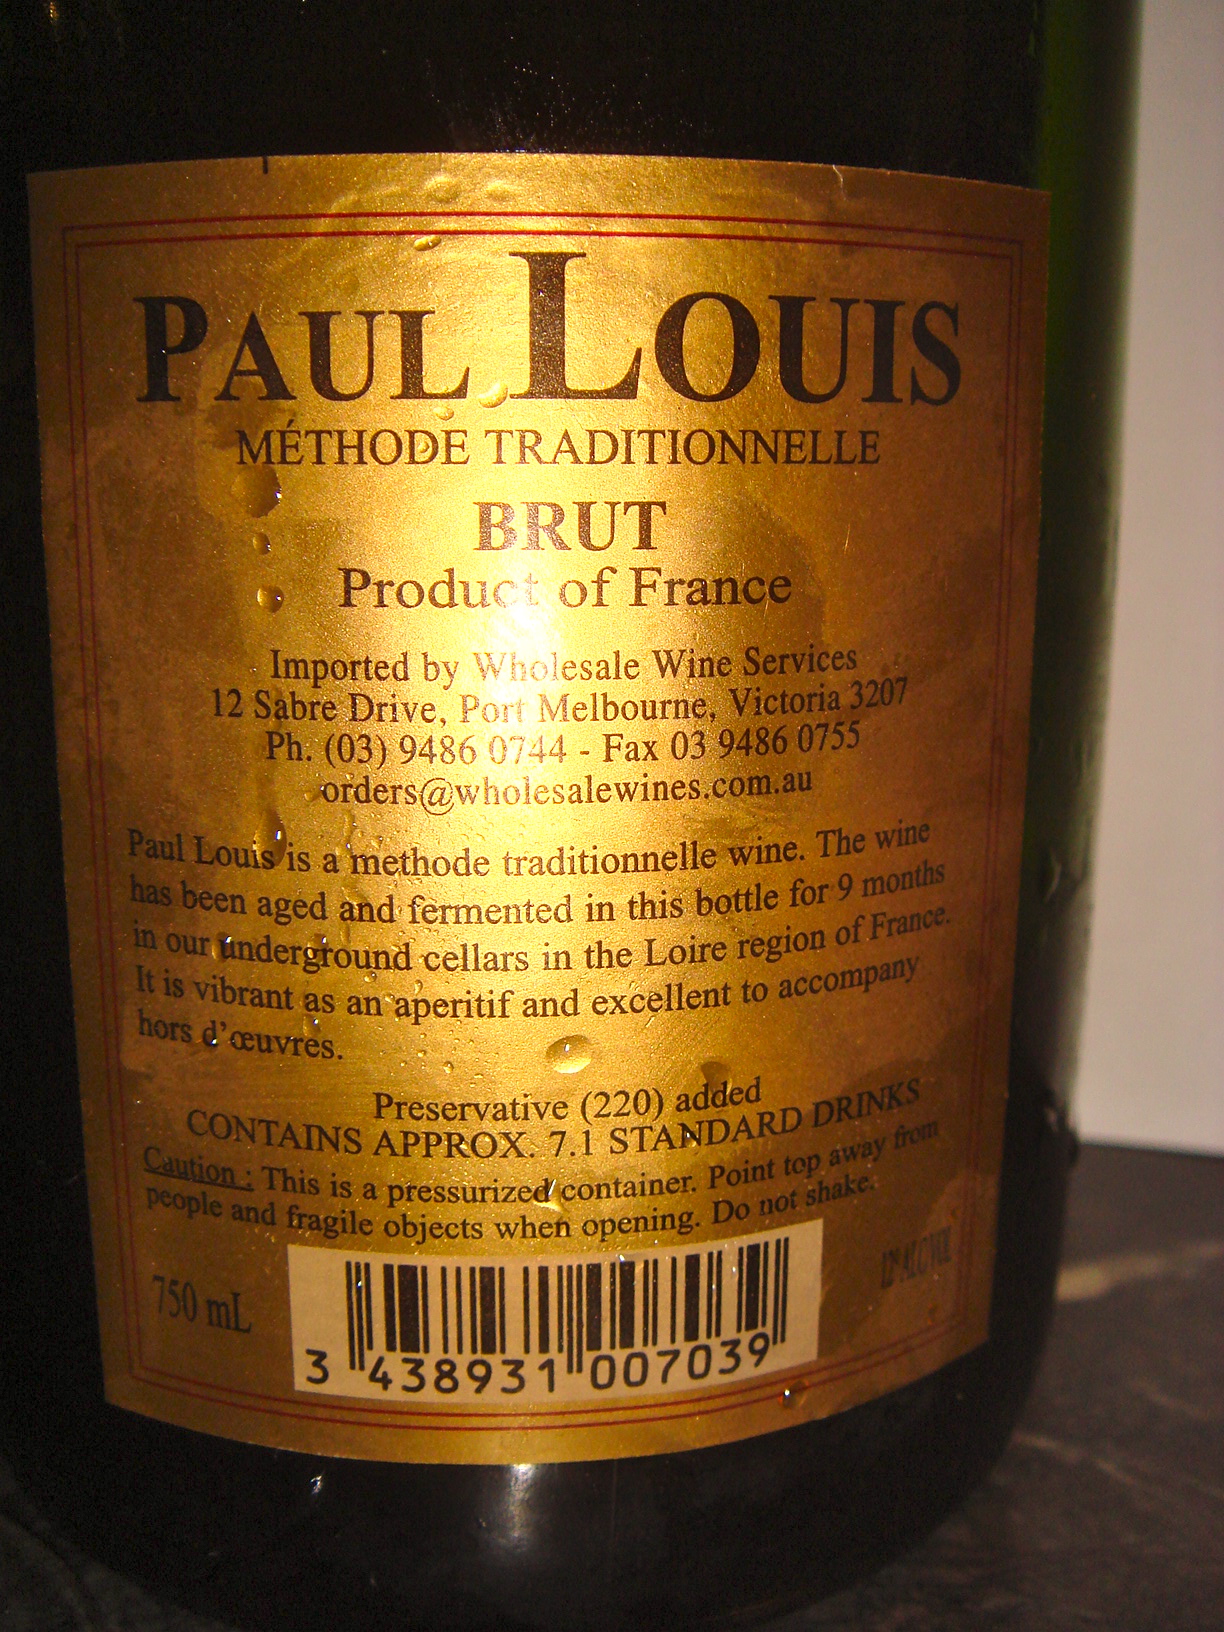 PAUL LOUIS
MÉTHODE TRADITIONNELLE
BRUT
Product of France
Imported by Wholesale Wine Services
12 Sabre Drive, Port Melbourne, Victoria 3207
Ph. (03) 9486 0744 - Fax 03 9486 0755
orders@wholesalewines.com.au
Paul Louis is a methode traditionnelle wine. The wine
has been aged and fermented in this bottle for 9 months
in our underground cellars in the Loire region of France.
It is vibrant as an aperitif and excellent to accompany
hors d'œuvres.
Preservative (220) added
CONTAINS APPROX. 7.1 STANDARD DRINKS
Caution : This is a pressurized container. Point top away from
people and fragile objects when opening. Do not shake.
750 mL
3 438931 007039